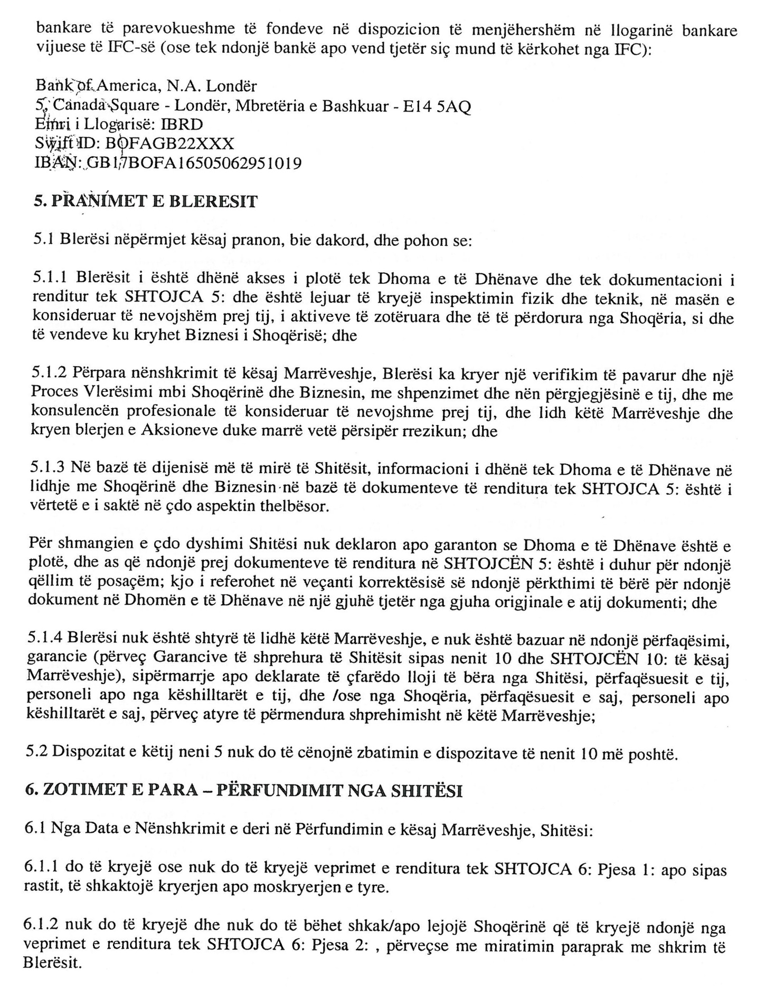 bankare të parevokueshme të fondeve në dispozicion të menjëhershëm në llogarinë bankare
vijuese të IFC-së (ose tek ndonjë bankë apo vend tjetër siç mund të kërkohet nga IFC):
Bank of America, N.A. Londër
5, Canada Square - Londër, Mbretëria e Bashkuar - E14 5AQ
Emri i Llogarisë: IBRD
Swift ID: BOFAGB22XXX
IBAN: GB17BOFA16505062951019
5. PRANIMET E BLERESIT
5.1 Blerësi nëpërmjet kësaj pranon, bie dakord, dhe pohon se:
5.1.1 Blerësit i është dhënë akses i plotë tek Dhoma e të Dhënave dhe tek dokumentacioni i
renditur tek SHTOJCA 5: dhe është lejuar të kryejë inspektimin fizik dhe teknik, në masën e
konsideruar të nevojshëm prej tij, i aktiveve të zotëruara dhe të të përdorura nga Shoqëria, si dhe
të vendeve ku kryhet Biznesi i Shoqërisë; dhe
5.1.2 Përpara nënshkrimit të kësaj Marrëveshje, Blerësi ka kryer një verifikim të pavarur dhe një
Proces Vlerësimi mbi Shoqërinë dhe Biznesin, me shpenzimet dhe nën përgjegjësinë e tij, dhe me
konsulencën profesionale të konsideruar të nevojshme prej tij, dhe lidh këtë Marrëveshje dhe
kryen blerjen e Aksioneve duke marrë vetë përsipër rrezikun; dhe
5.1.3 Në bazë të dijenisë më të mirë të Shitësit, informacioni i dhënë tek Dhoma e të Dhënave në
lidhje me Shoqërinë dhe Biznesin në bazë të dokumenteve të renditura tek SHTOJCA 5: është i
vërtetë e i saktë në çdo aspektin thelbësor.
Për shmangien e çdo dyshimi Shitësi nuk deklaron apo garanton se Dhoma e të Dhënave është e
plotë, dhe as që ndonjë prej dokumenteve të renditura në SHTOJCËN 5: është i duhur për ndonjë
qëllim të posaçëm; kjo i referohet në veçanti korrektësisë së ndonjë përkthimi të bërë për ndonjë
dokument në Dhomën e të Dhënave në një gjuhë tjetër nga gjuha origjinale e atij dokumenti; dhe
5.1.4 Blerësi nuk është shtyrë të lidhë këtë Marrëveshje, e nuk është bazuar në ndonjë përfaqësimi,
garancie (përveç Garancive të shprehura të Shitësit sipas nenit 10 dhe SHTOJCËN 10: të kësaj
Marrëveshje), sipërmarrje apo deklarate të çfarëdo lloji të bëra nga Shitësi, përfaqësuesit e tij,
personeli apo nga këshilltarët e tij, dhe /ose nga Shoqëria, përfaqësuesit e saj, personeli apo
këshilltarët e saj, përveç atyre të përmendura shprehimisht në këtë Marrëveshje;
5.2 Dispozitat e këtij neni 5 nuk do të cënojnë zbatimin e dispozitave të nenit 10 më poshtë.
6. ZOTIMET E PARA – PËRFUNDIMIT NGA SHITËSI
6.1 Nga Data e Nënshkrimit e deri në Përfundimin e kësaj Marrëveshje, Shitësi:
6.1.1 do të kryejë ose nuk do të kryejë veprimet e renditura tek SHTOJCA 6: Pjesa 1: apo sipas
rastit, të shkaktojë kryerjen apo moskryerjen e tyre.
6.1.2 nuk do të kryejë dhe nuk do të bëhet shkak/apo lejojë Shoqërinë që të kryejë ndonjë nga
veprimet e renditura tek SHTOJCA 6: Pjesa 2: , përveçse me miratimin paraprak me shkrim të
Blerësit.